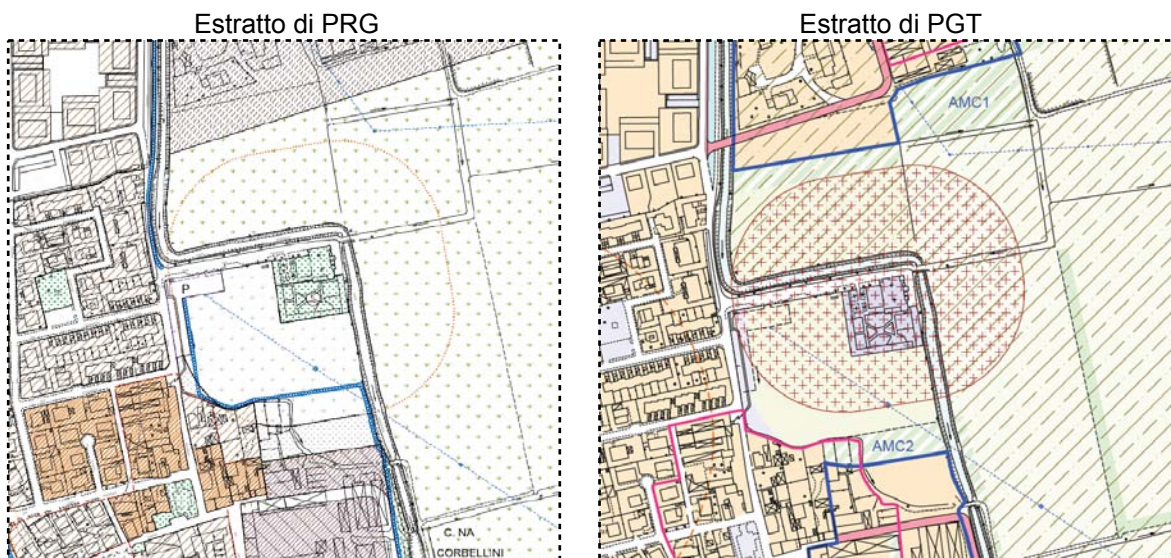 Estratto di PRG
Estratto di PGT
P
C. NA
CORBELLINI
AMC1
AMC2